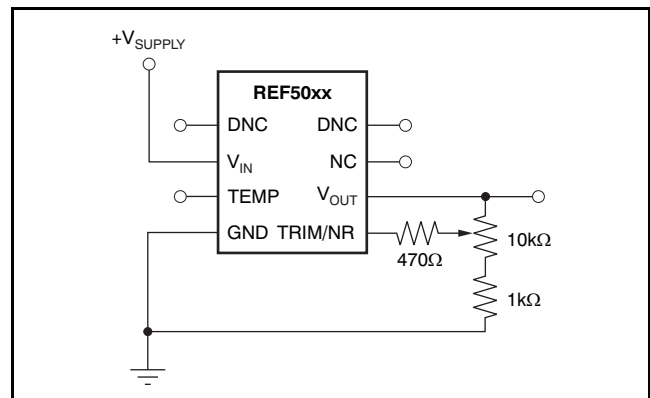 +VSUPPLY
REF50xx
DNC DNC
VIN NC
TEMP VOUT
GND TRIM/NR
10kΩ
470Ω
1kΩ